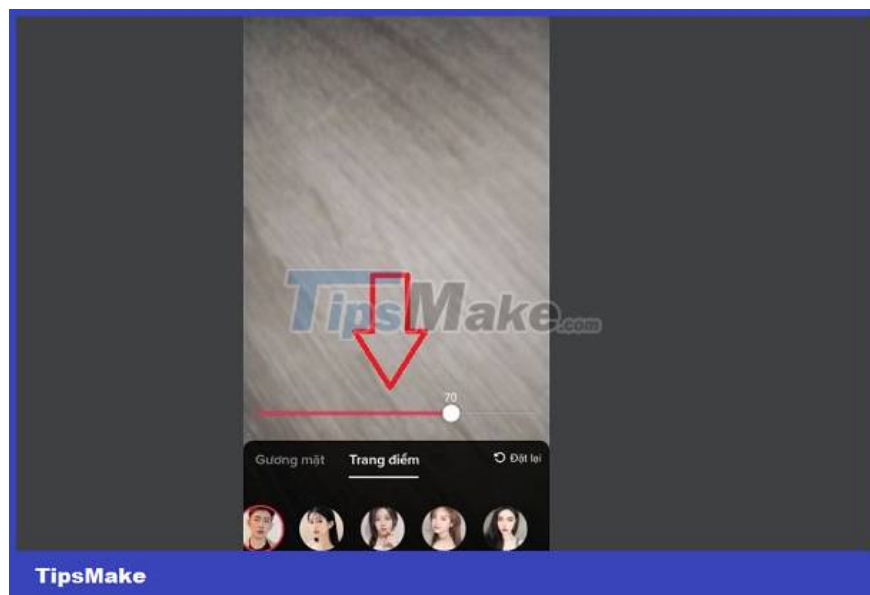 TipsMake.com
70
Gương mặt
Trang điểm
Đặt lại
TipsMake